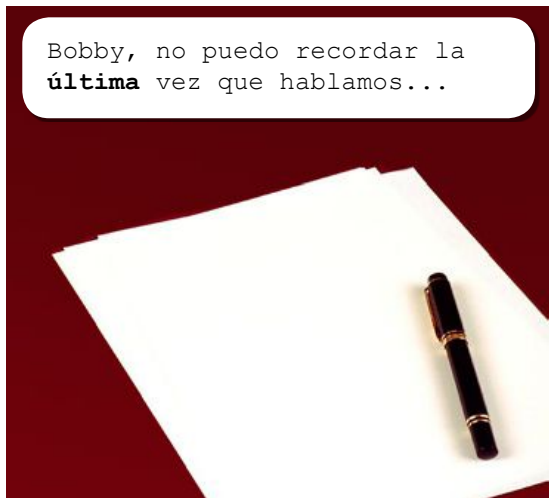 Bobby, no puedo recordar la
última vez que hablamos...